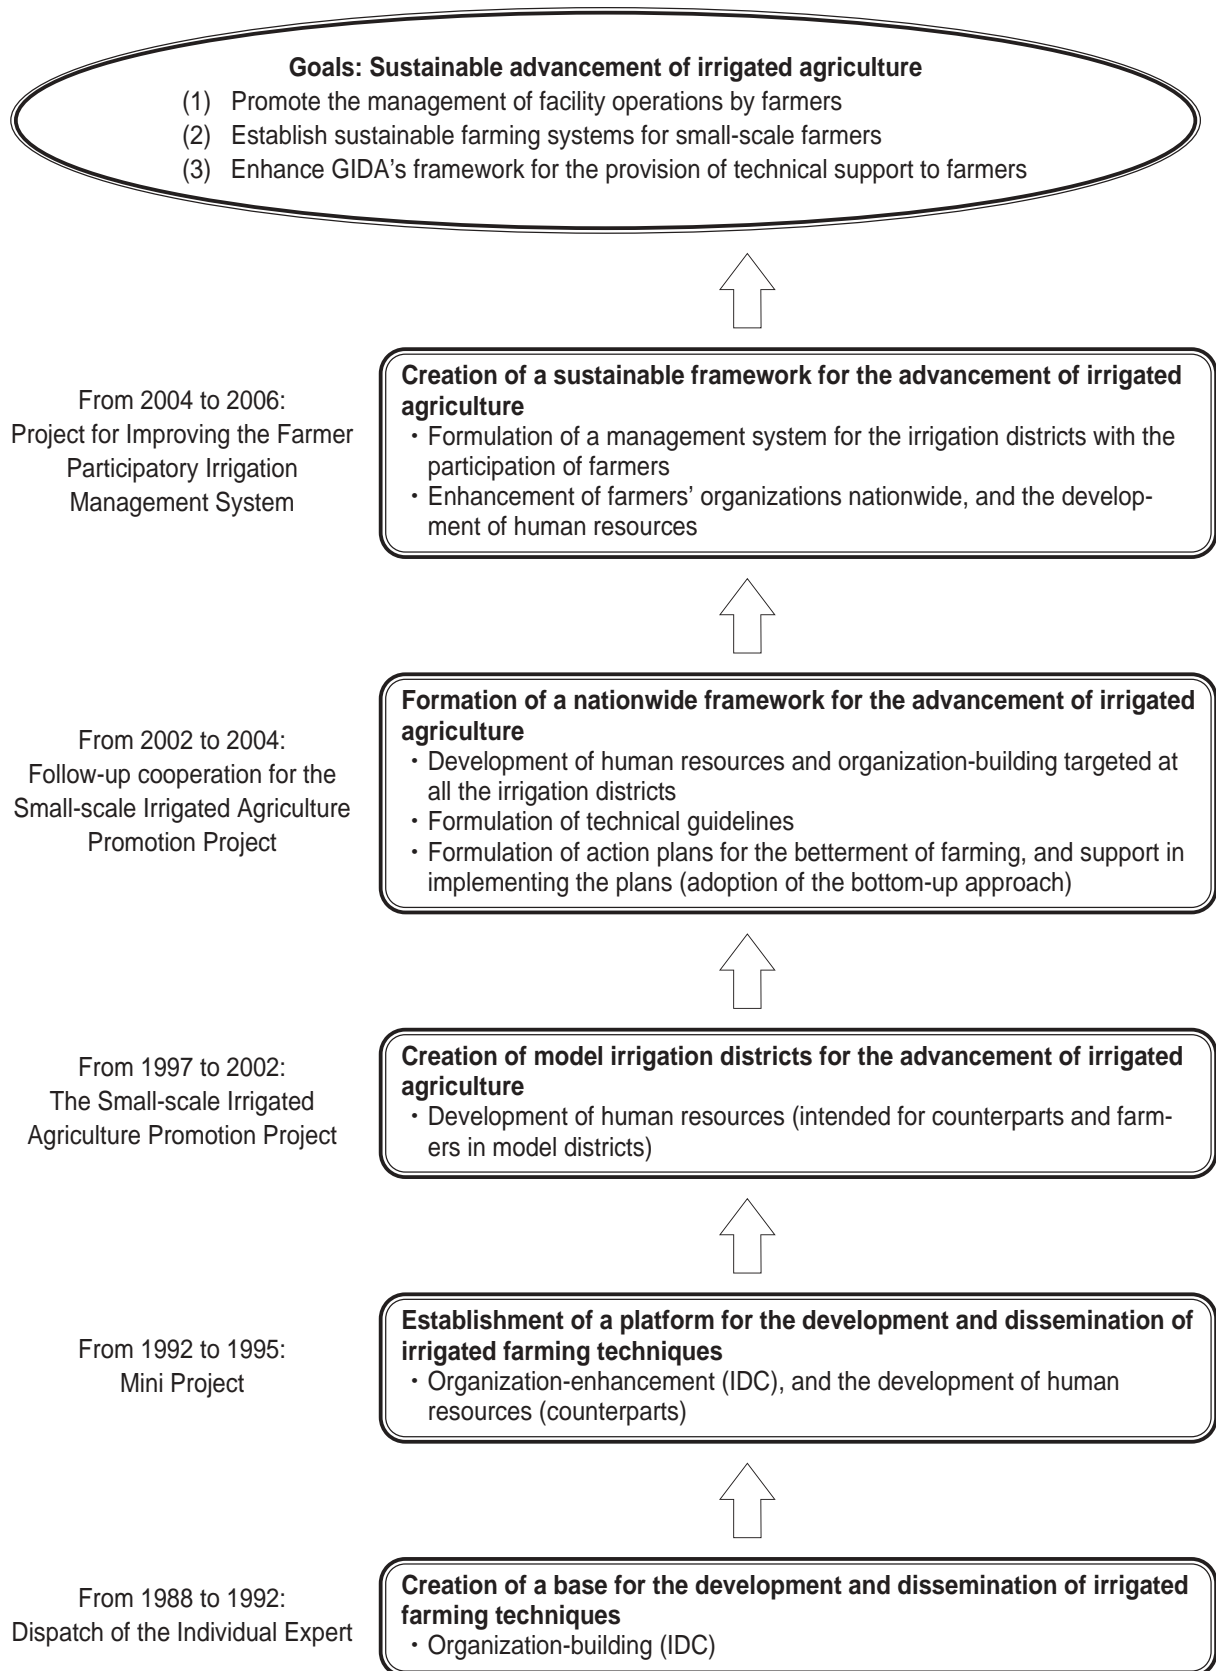 Goals: Sustainable advancement of irrigated agriculture
(1) Promote the management of facility operations by farmers
(2) Establish sustainable farming systems for small-scale farmers
(3) Enhance GIDA's framework for the provision of technical support to farmers
From 2004 to 2006:
Project for Improving the Farmer
Participatory Irrigation
Management System
Creation of a sustainable framework for the advancement of irrigated
agriculture
・Formulation of a management system for the irrigation districts with the
participation of farmers
・Enhancement of farmers' organizations nationwide, and the develop-
ment of human resources
From 2002 to 2004:
Follow-up cooperation for the
Small-scale Irrigated Agriculture
Promotion Project
Formation of a nationwide framework for the advancement of irrigated
agriculture
・Development of human resources and organization-building targeted at
all the irrigation districts
・Formulation of technical guidelines
・Formulation of action plans for the betterment of farming, and support in
implementing the plans (adoption of the bottom-up approach)
From 1997 to 2002:
The Small-scale Irrigated
Agriculture Promotion Project
Creation of model irrigation districts for the advancement of irrigated
agriculture
・Development of human resources (intended for counterparts and farm-
ers in model districts)
From 1992 to 1995:
Mini Project
Establishment of a platform for the development and dissemination of
irrigated farming techniques
・Organization-enhancement (IDC), and the development of human
resources (counterparts)
From 1988 to 1992:
Dispatch of the Individual Expert
Creation of a base for the development and dissemination of irrigated
farming techniques
・Organization-building (IDC)